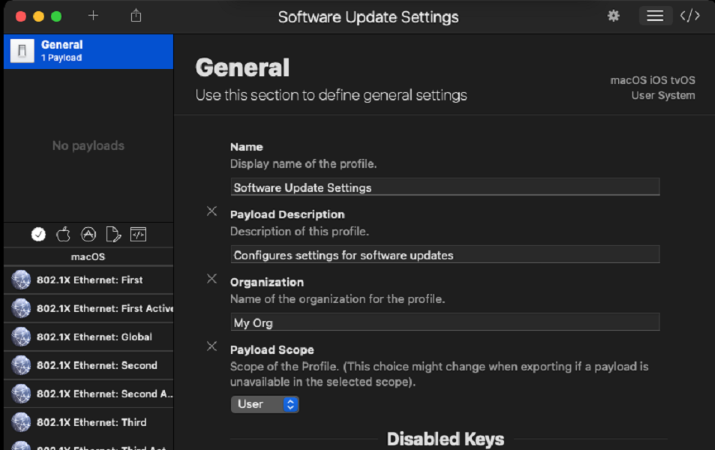 Software Update Settings
General
1 Payload
No payloads
macOS
802.1X Ethernet: First
802.1X Ethernet: First Active
802.1X Ethernet: Global
802.1X Ethernet: Second
802.1X Ethernet: Second A...
802.1X Ethernet: Third
802.1X Ethernet: Third Act
General
Use this section to define general settings
macOS iOS tvOS
User System
Name
Display name of the profile.
Software Update Settings
Payload Description
Description of this profile.
Configures settings for software updates
Organization
Name of the organization for the profile.
My Org
Payload Scope
Scope of the Profile. (This choice might change when exporting if a payload is
unavailable in the selected scope).
User
Disabled Keys